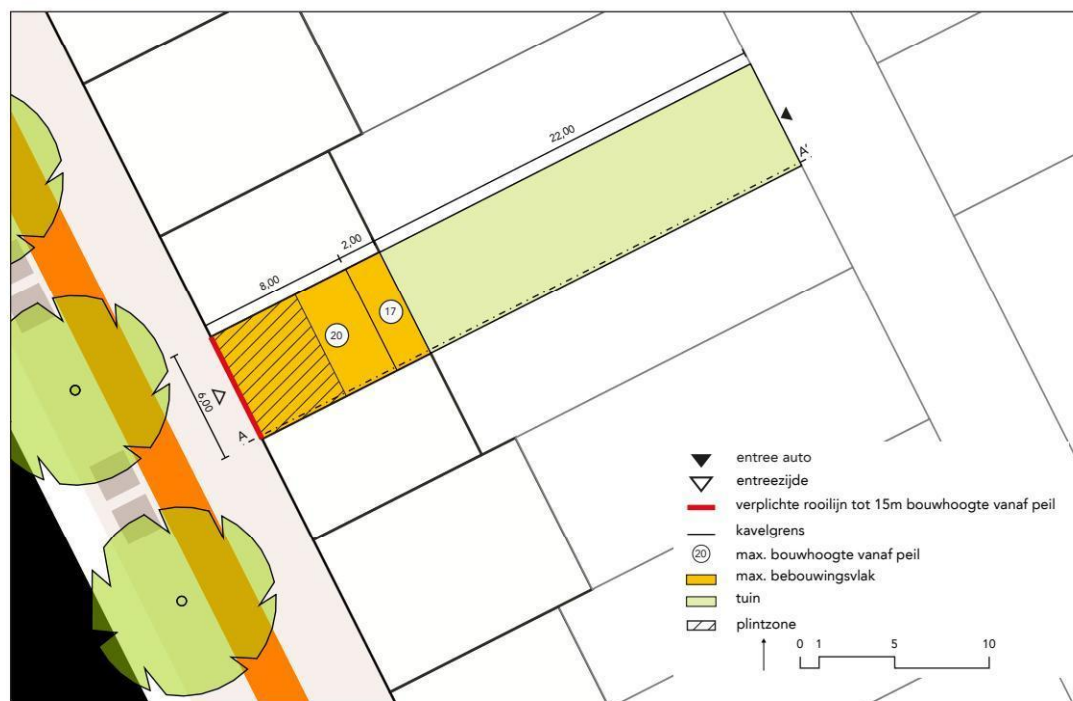 22,00
A'
2,00
8,00
17
20
6,00
A
entree auto
entreezijde
verplichte rooilijn tot 15m bouwhoogte vanaf peil
kavelgrens
20 max. bouwhoogte vanaf peil
max. bebouwingsvlak
tuin
plintzone
0 1 5 10